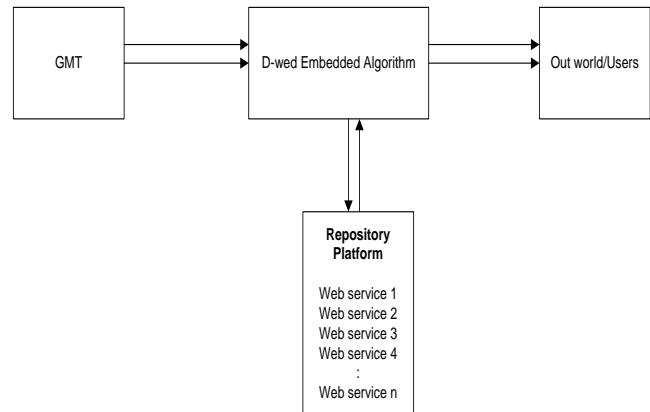 GMT
D-wed Embedded Algorithm
Out world/Users
Repository
Platform
Web service 1
Web service 2
Web service 3
Web service 4
:
Web service n